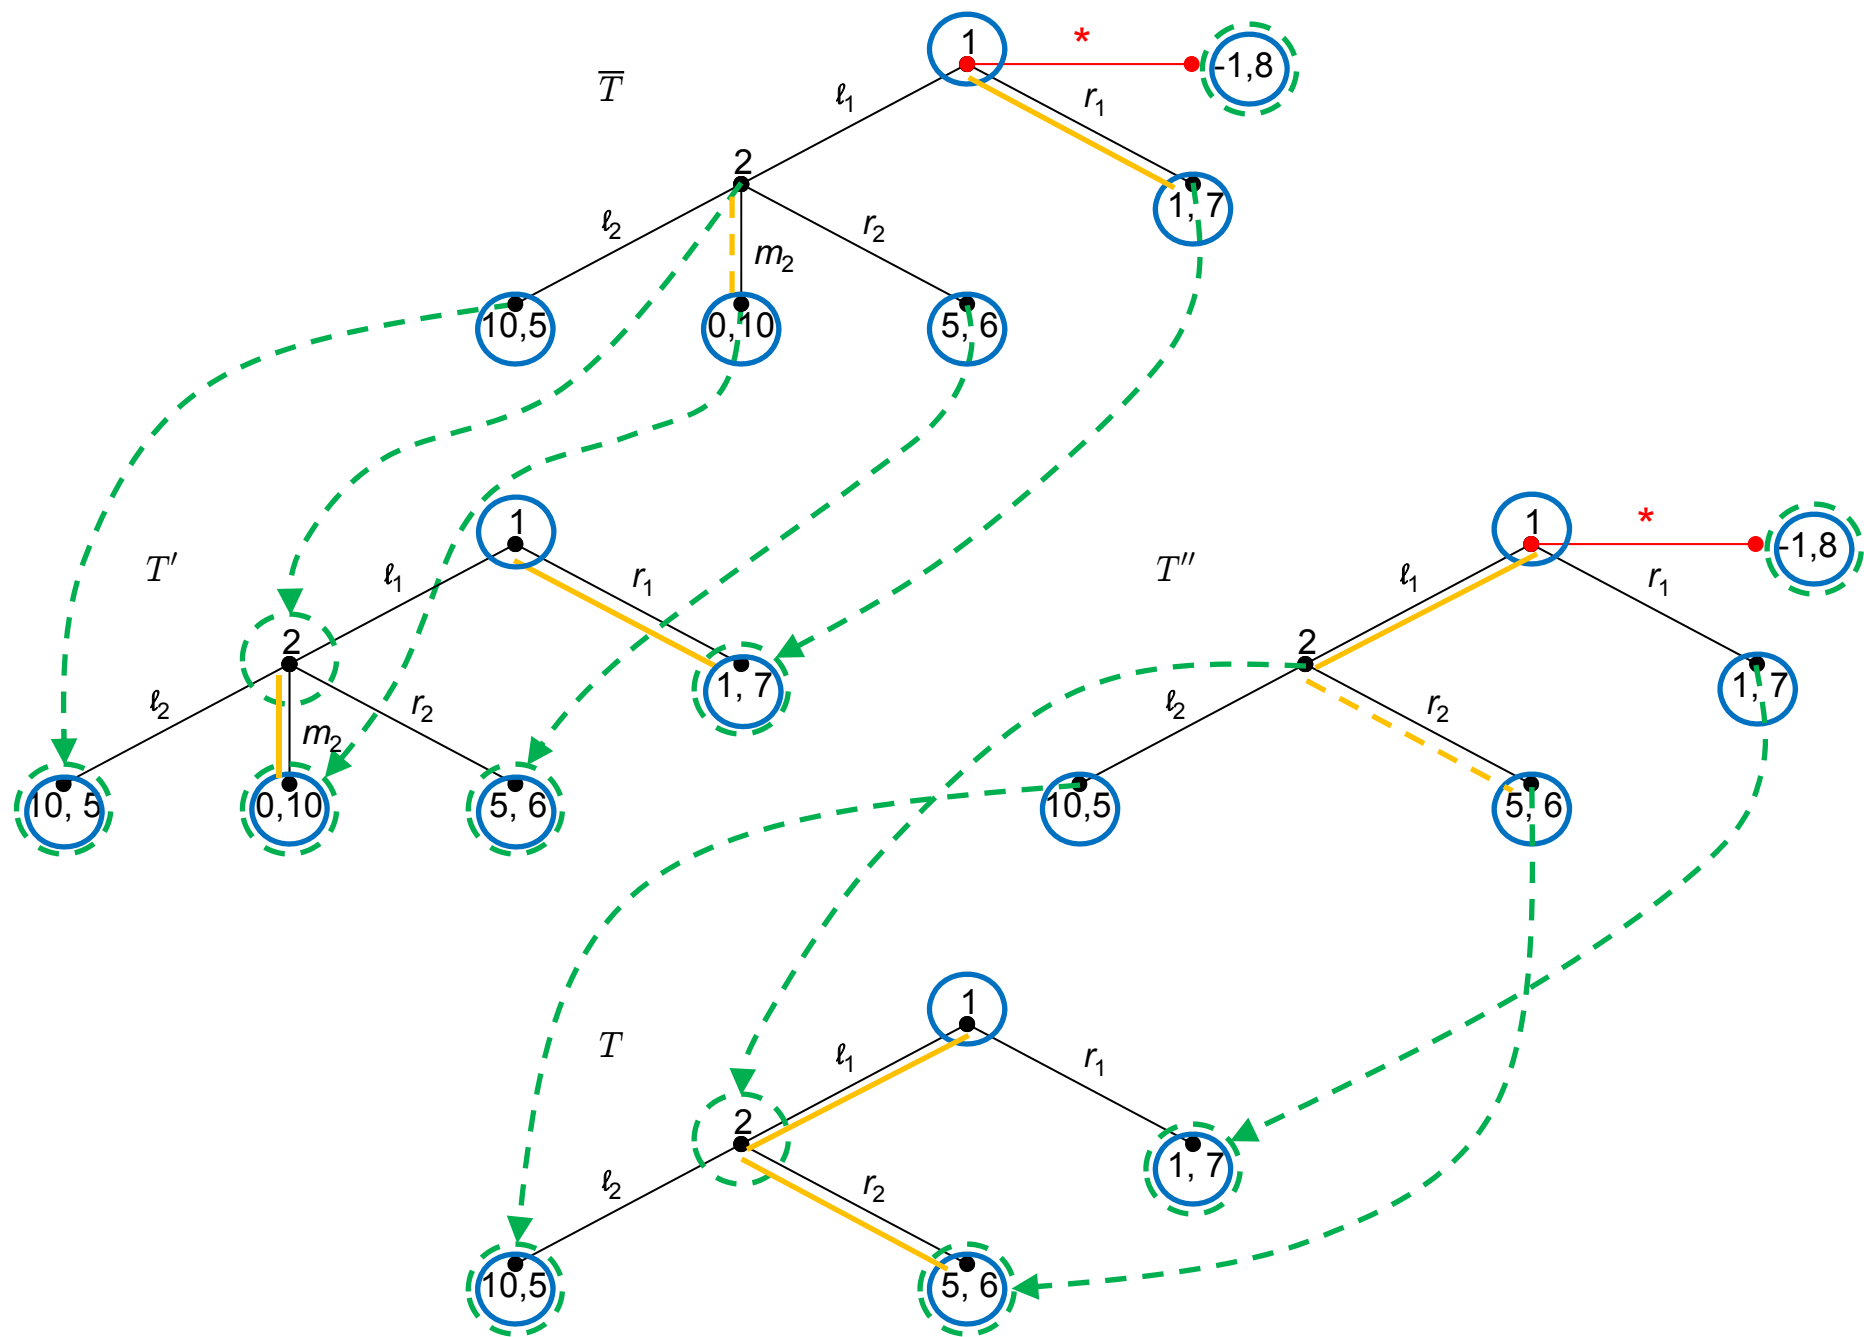 1 * -1,8
T̅ ℓ1 r1
2 1, 7
ℓ2 m2 r2
10,5 0,10 5, 6
1 1 * -1,8
T′ ℓ1 r1 T″ ℓ1 r1
2 1, 7 2 1, 7
ℓ2 m2 r2 ℓ2 r2
10, 5 0,10 5, 6 10,5 5, 6
1
T ℓ1 r1
2 1, 7
ℓ2 r2
10,5 5, 6